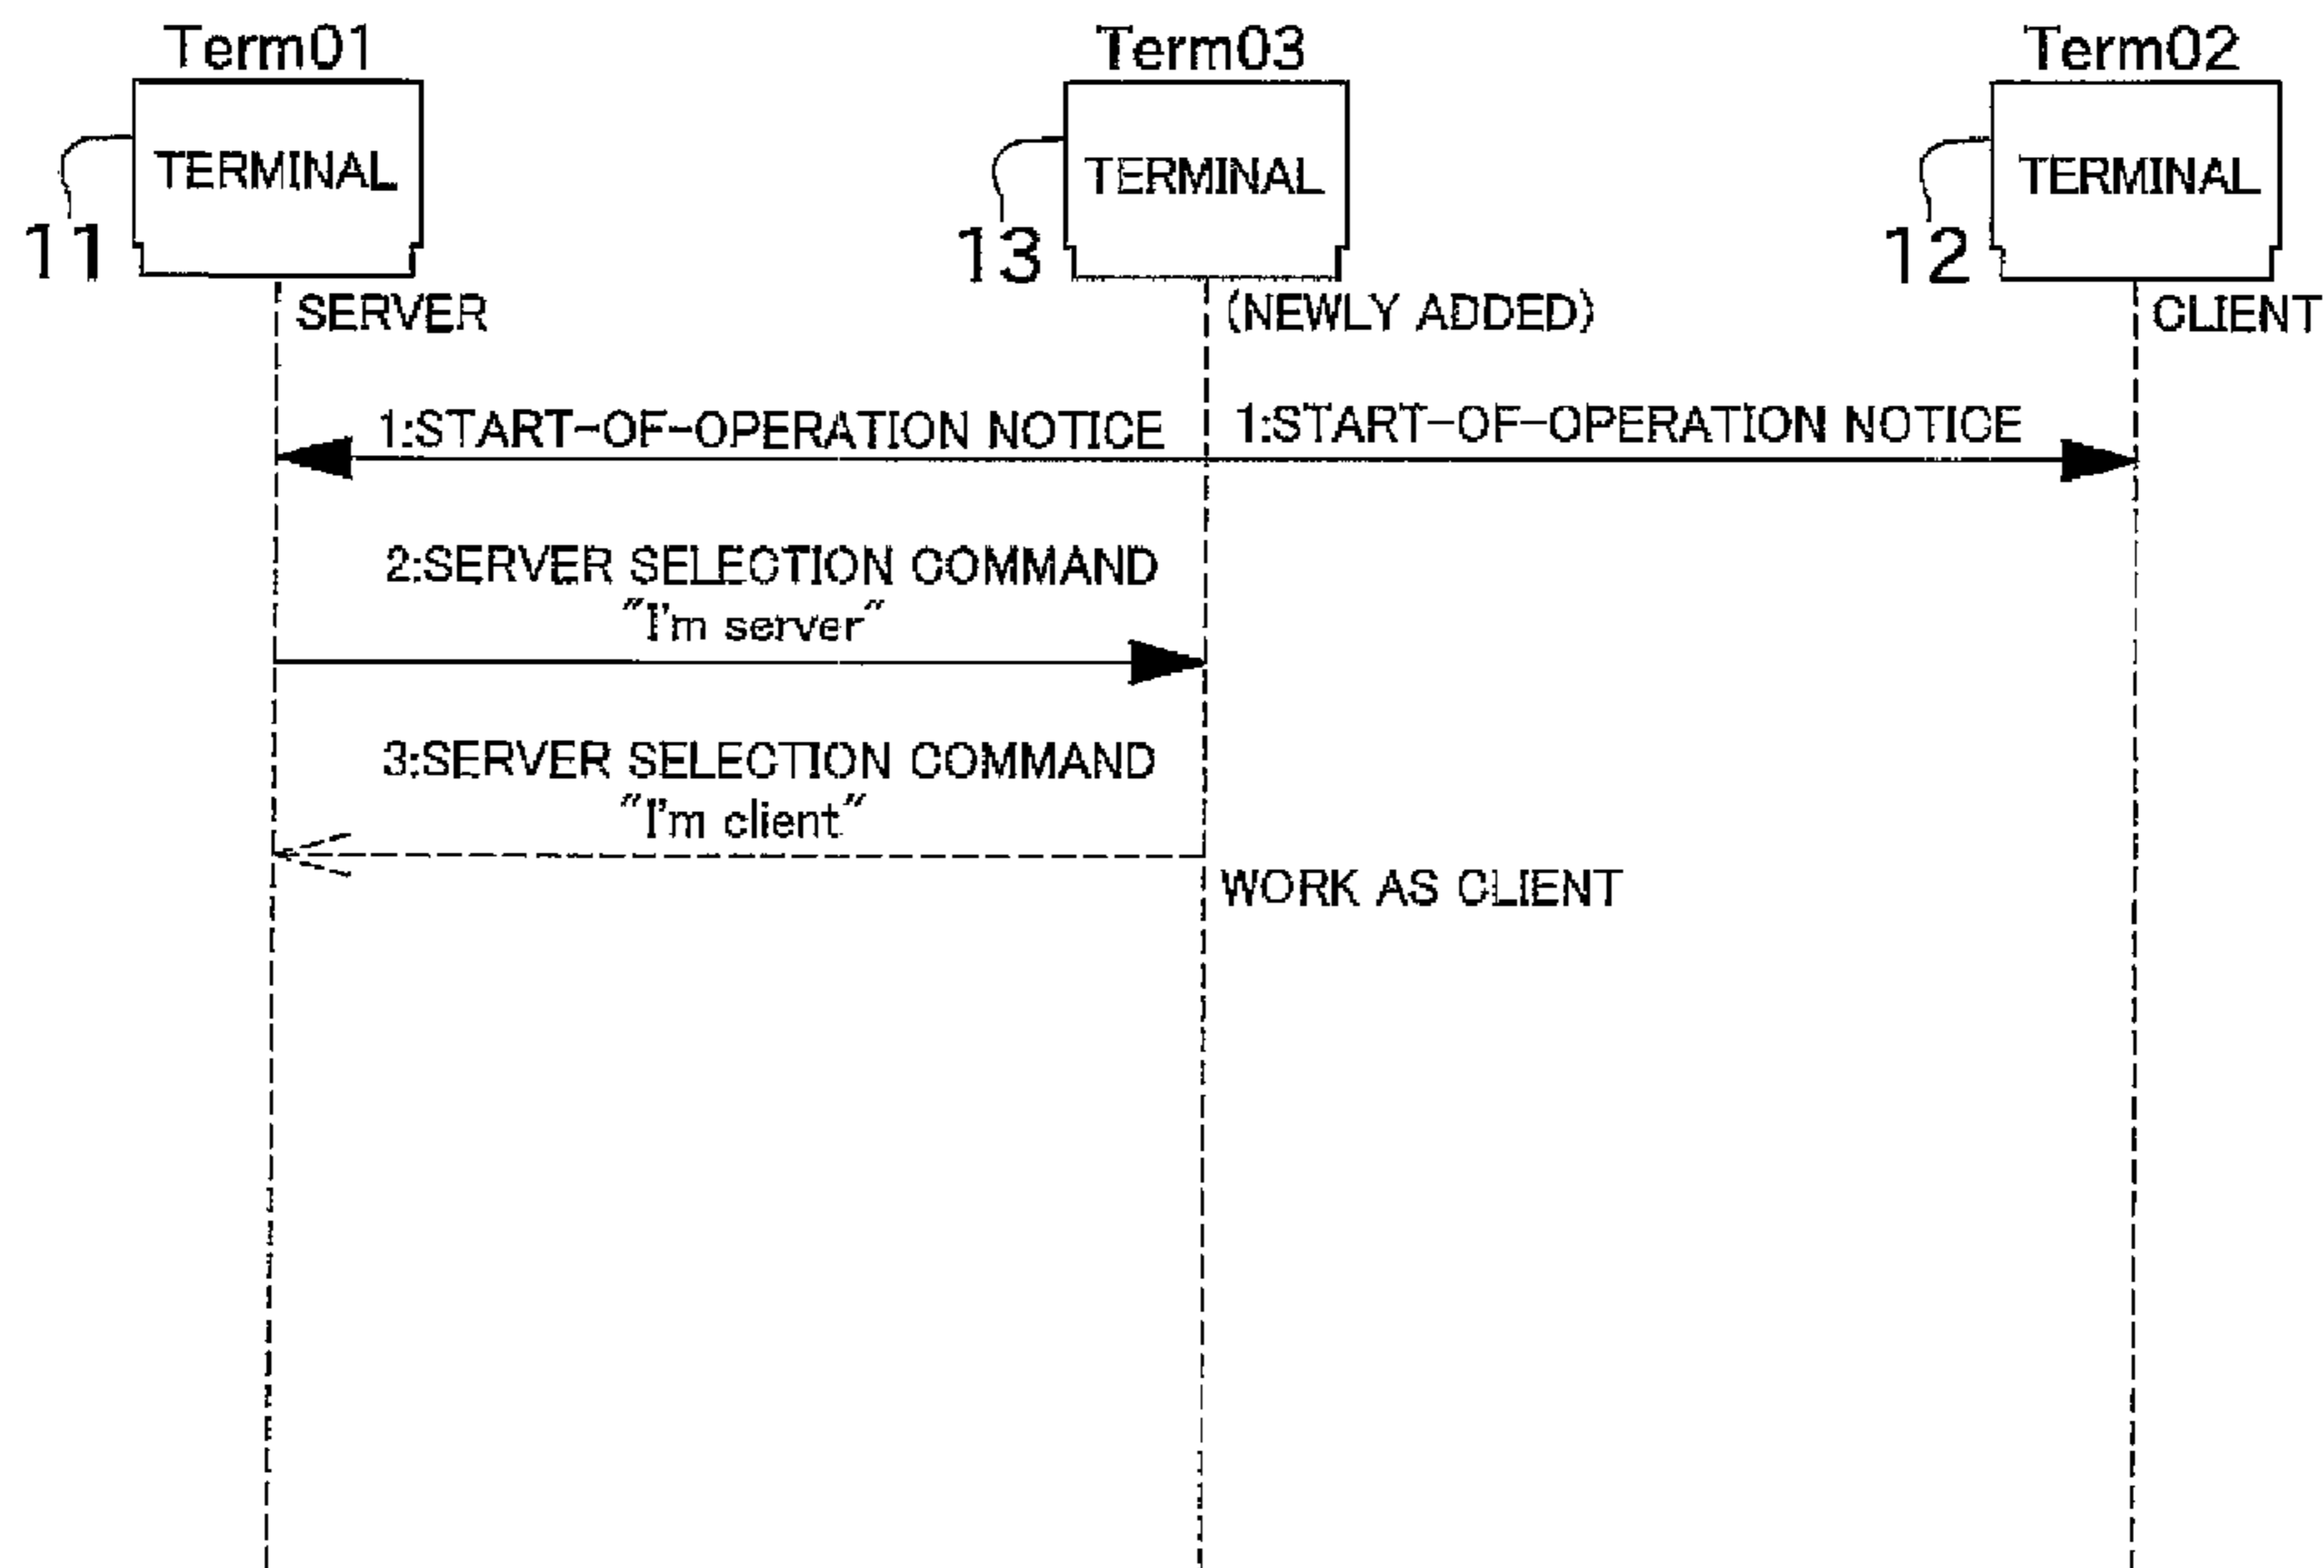 Term01
Term03
Term02
TERMINAL
TERMINAL
TERMINAL
11
13
12
SERVER
(NEWLY ADDED)
CLIENT
1:START-OF-OPERATION NOTICE
1:START-OF-OPERATION NOTICE
2:SERVER SELECTION COMMAND
"I'm server"
3:SERVER SELECTION COMMAND
"I'm client"
WORK AS CLIENT